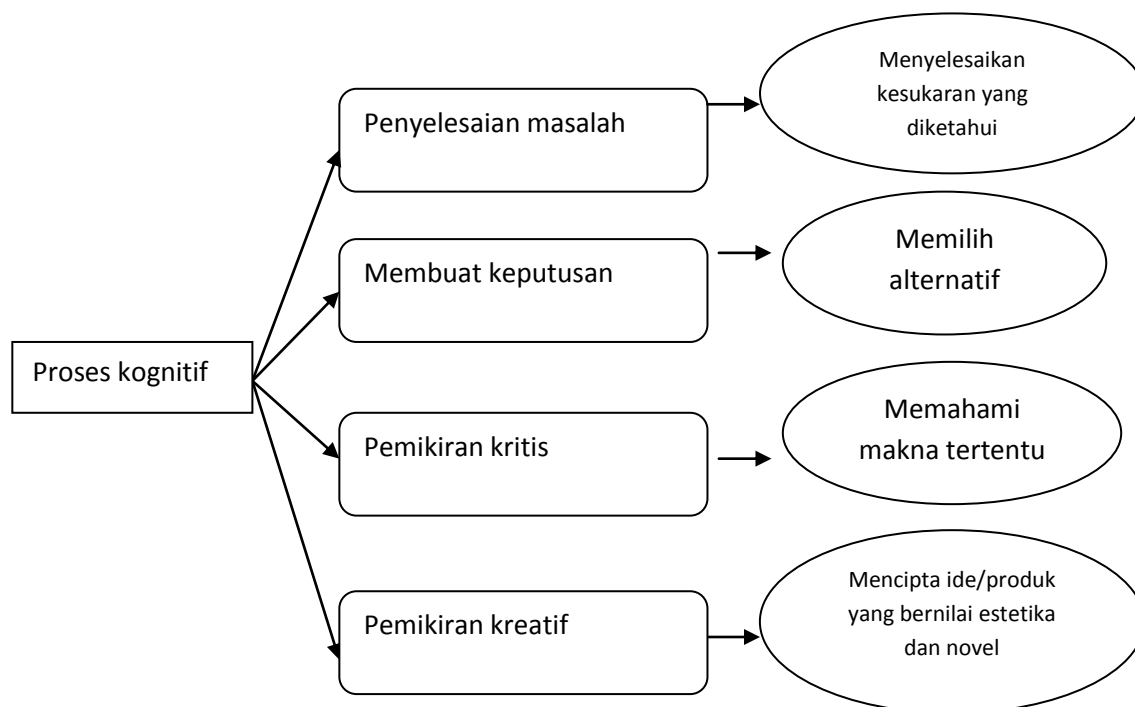 Proses kognitif
Penyelesaian masalah
Menyelesaikan
kesukaran yang
diketahui
Membuat keputusan
Memilih
alternatif
Pemikiran kritis
Memahami
makna tertentu
Pemikiran kreatif
Mencipta ide/produk
yang bernilai estetika
dan novel